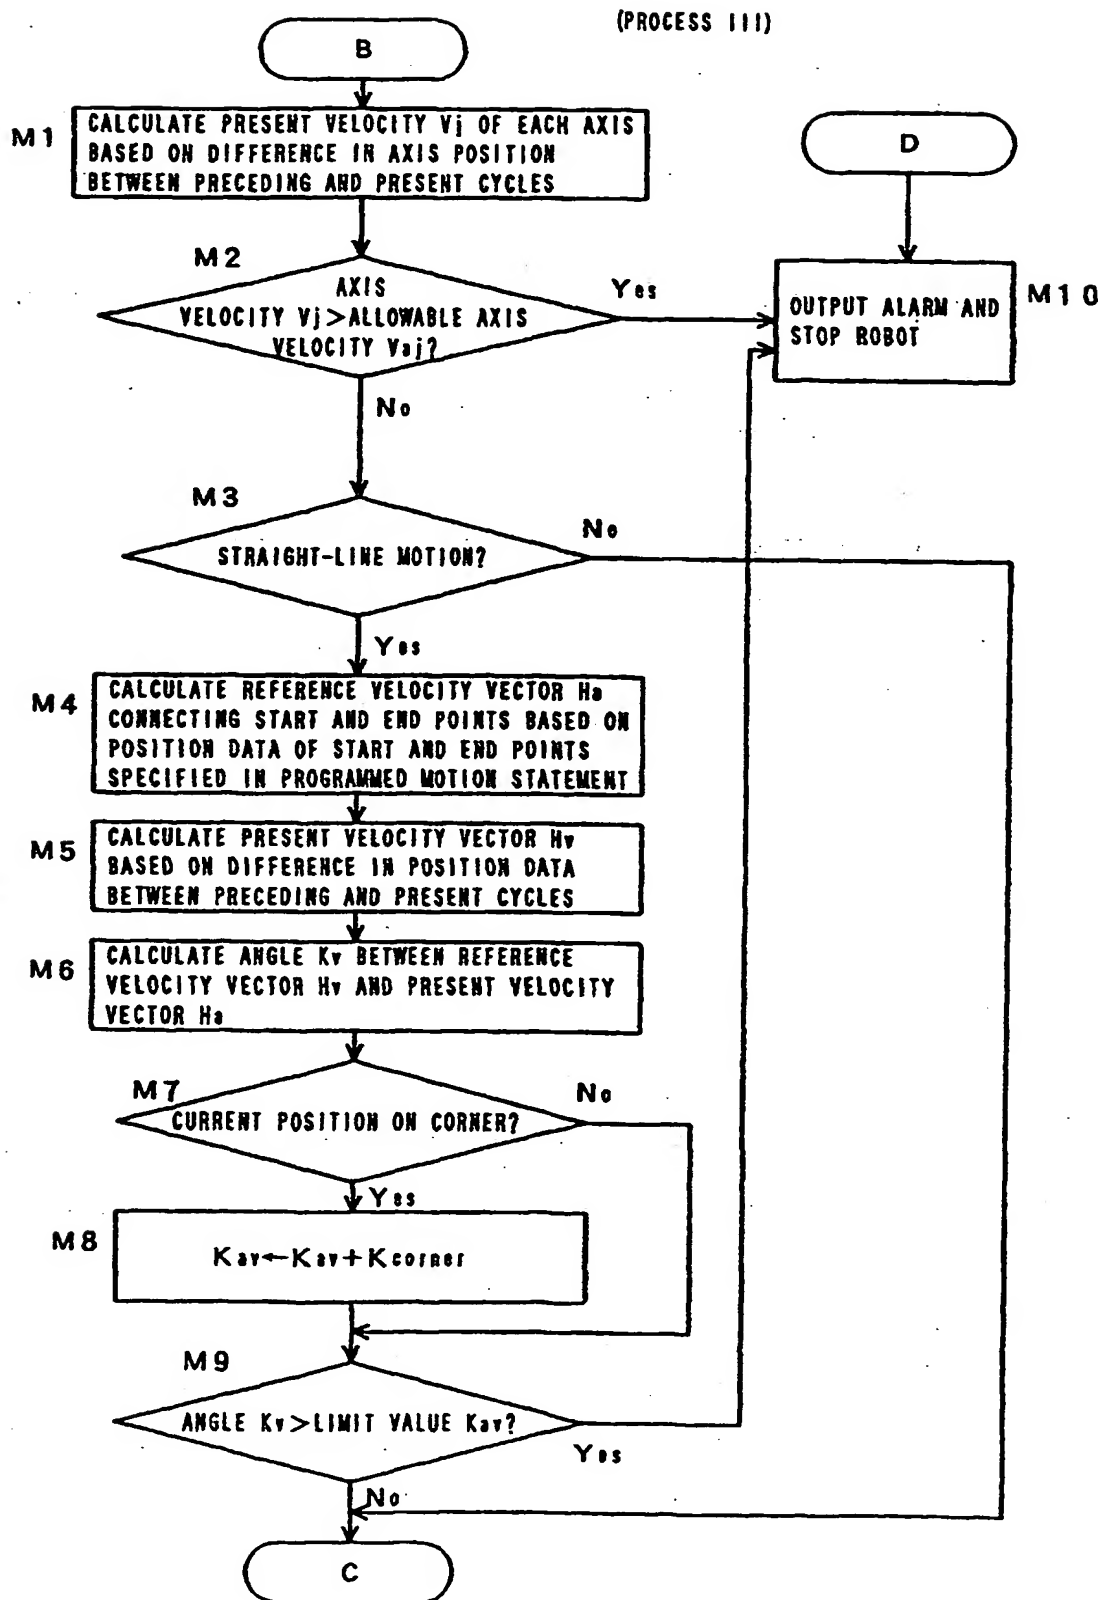 (PROCESS III)
B
M1
CALCULATE PRESENT VELOCITY Vj OF EACH AXIS
BASED ON DIFFERENCE IN AXIS POSITION
BETWEEN PRECEDING AND PRESENT CYCLES
D
M2
AXIS
VELOCITY Vj>ALLOWABLE AXIS
VELOCITY Vaj?
Yes
No
OUTPUT ALARM AND
STOP ROBOT
M10
M3
STRAIGHT-LINE MOTION?
No
Yes
M4
CALCULATE REFERENCE VELOCITY VECTOR Ha
CONNECTING START AND END POINTS BASED ON
POSITION DATA OF START AND END POINTS
SPECIFIED IN PROGRAMMED MOTION STATEMENT
M5
CALCULATE PRESENT VELOCITY VECTOR Hv
BASED ON DIFFERENCE IN POSITION DATA
BETWEEN PRECEDING AND PRESENT CYCLES
M6
CALCULATE ANGLE Kv BETWEEN REFERENCE
VELOCITY VECTOR Hv AND PRESENT VELOCITY
VECTOR Ha
M7
CURRENT POSITION ON CORNER?
No
Yes
M8
Kav←Kav+Kcorner
M9
ANGLE Kv>LIMIT VALUE Kav?
Yes
No
C